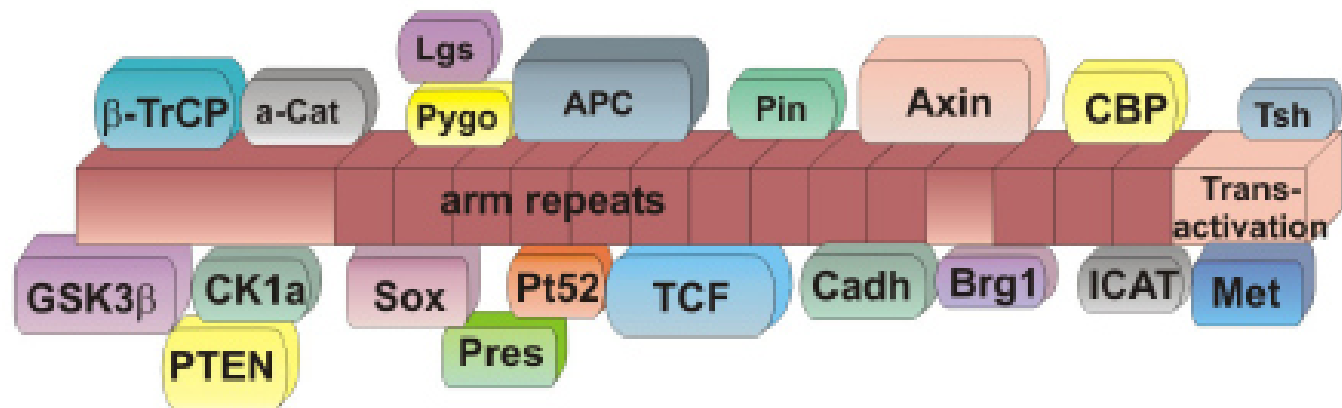 Lgs
β-TrCP
a-Cat
Pygo
APC
Pin
Axin
CBP
Tsh
arm repeats
Trans-
activation
GSK3β
CK1a
Sox
Pt52
TCF
Cadh
Brg1
ICAT
Met
PTEN
Pres